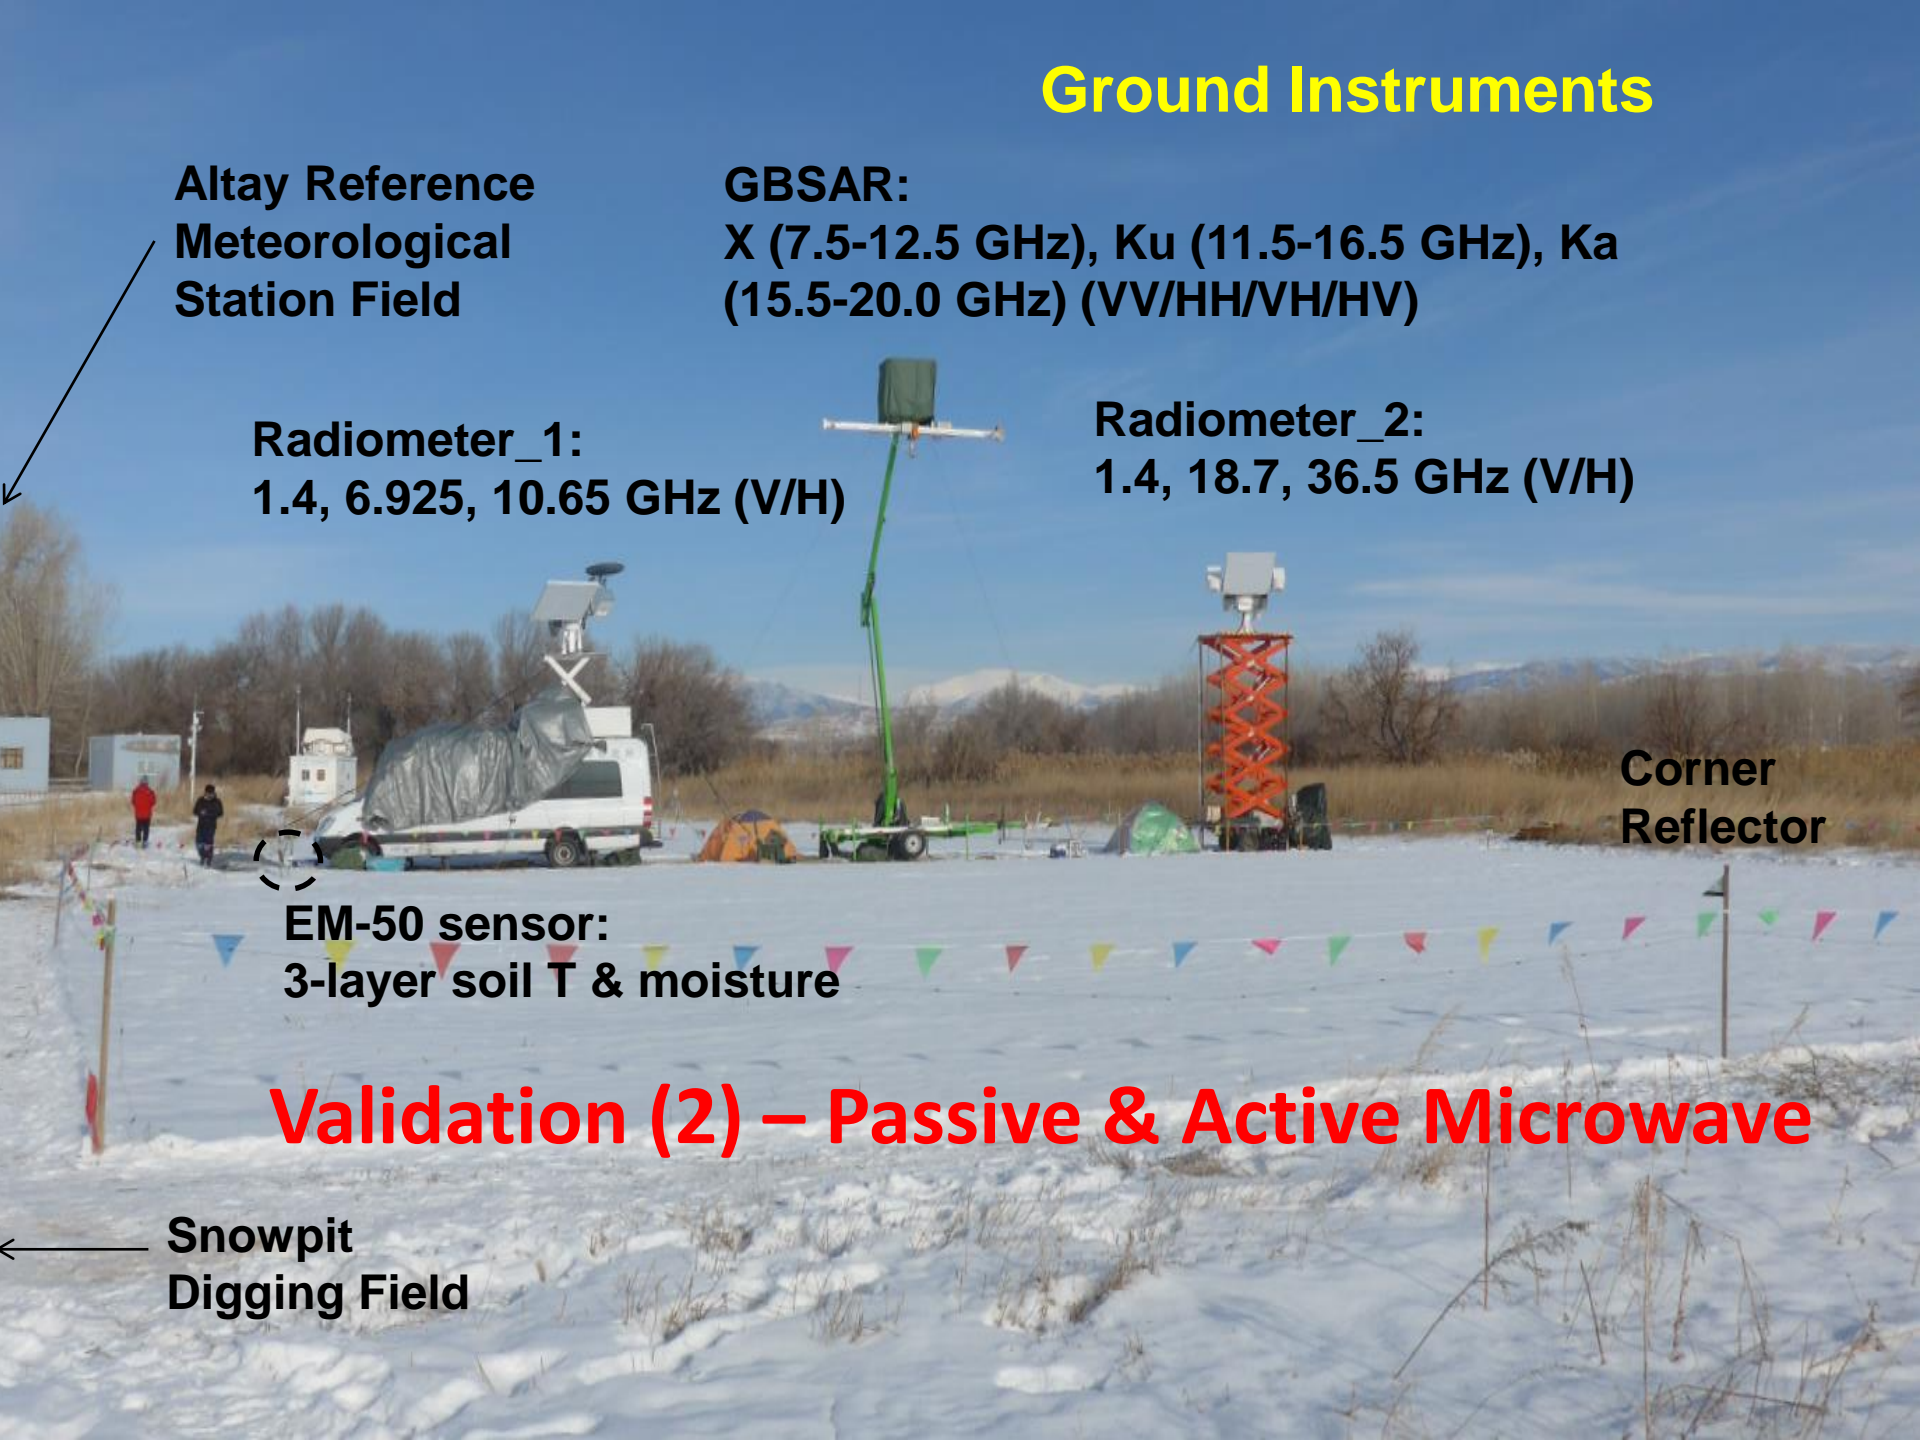 Ground Instruments
Altay Reference
Meteorological
Station Field
GBSAR:
X (7.5-12.5 GHz), Ku (11.5-16.5 GHz), Ka
(15.5-20.0 GHz) (VV/HH/VH/HV)
Radiometer_1:
1.4, 6.925, 10.65 GHz (V/H)
Radiometer_2:
1.4, 18.7, 36.5 GHz (V/H)
Corner
Reflector
EM-50 sensor:
3-layer soil T & moisture
Validation (2) – Passive & Active Microwave
Snowpit
Digging Field